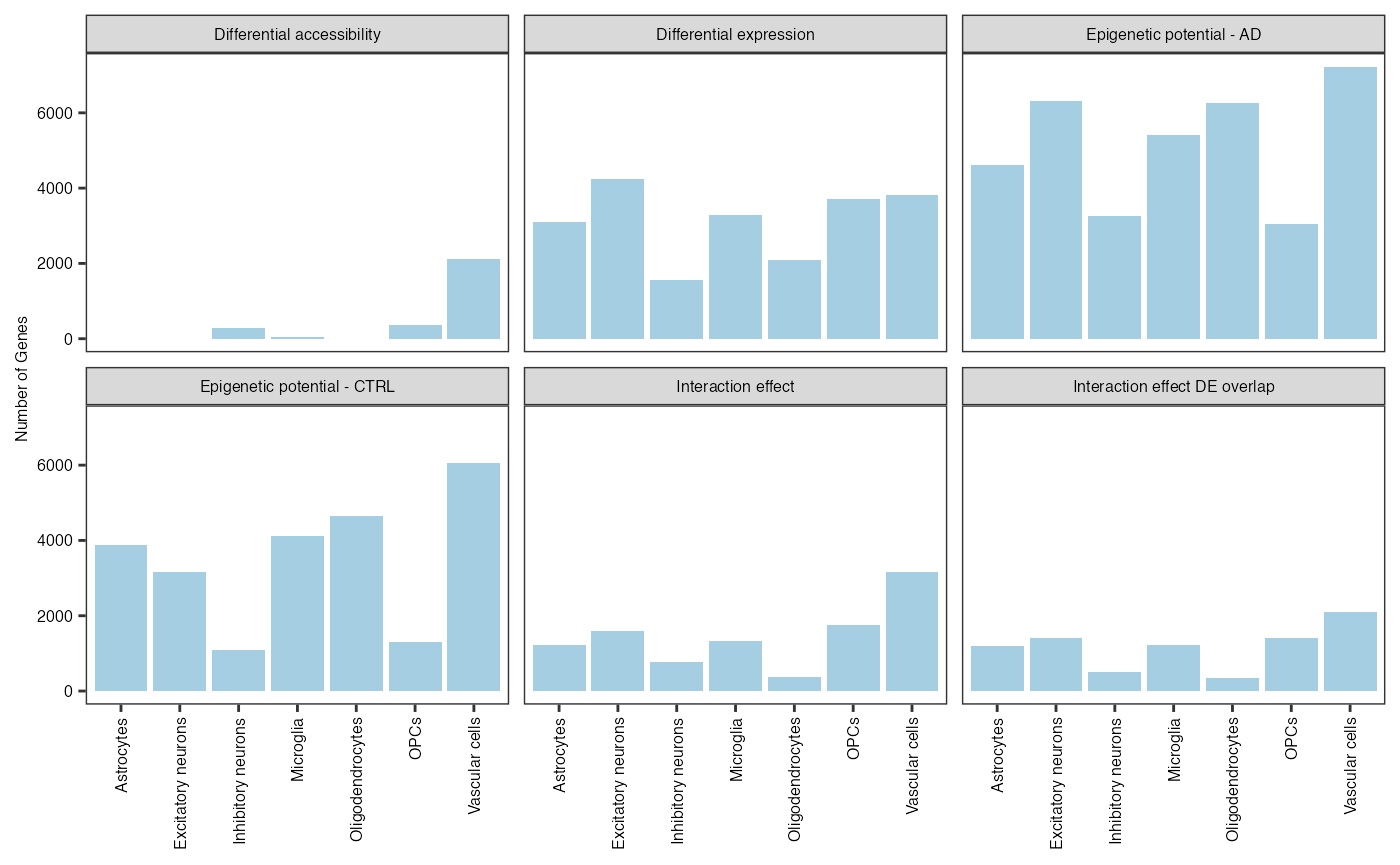 Differential accessibility
Differential expression
Epigenetic potential - AD
6000
4000
2000
0
Number of Genes
Epigenetic potential - CTRL
Interaction effect
Interaction effect DE overlap
6000
4000
2000
0
Astrocytes
Excitatory neurons
Inhibitory neurons
Microglia
Oligodendrocytes
OPCs
Vascular cells
Astrocytes
Excitatory neurons
Inhibitory neurons
Microglia
Oligodendrocytes
OPCs
Vascular cells
Astrocytes
Excitatory neurons
Inhibitory neurons
Microglia
Oligodendrocytes
OPCs
Vascular cells